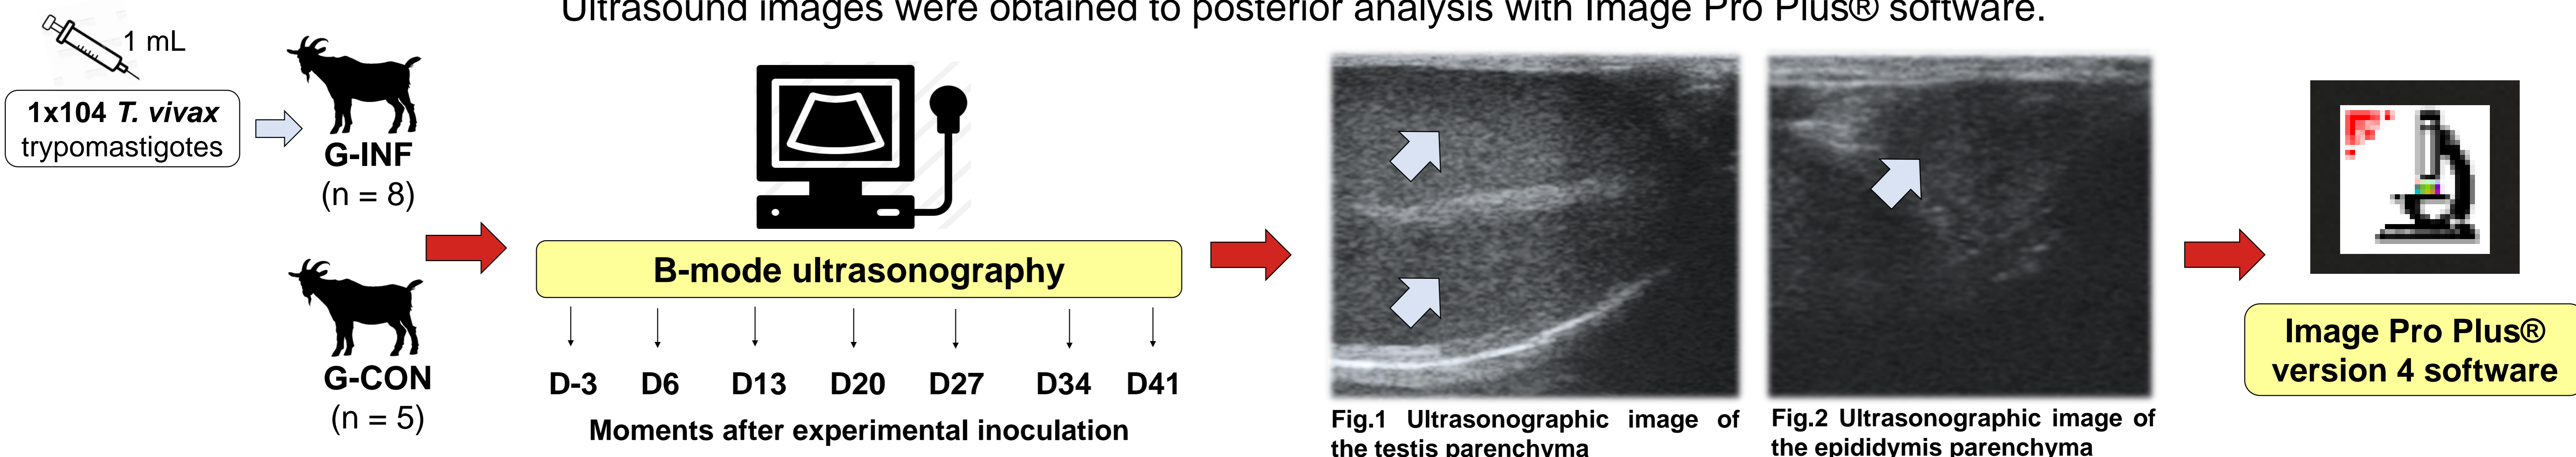 Ultrasound images were obtained to posterior analysis with Image Pro Plus® software.
1 mL
1x104 T. vivax
trypomastigotes
G-INF
(n = 8)
G-CON
(n = 5)
B-mode ultrasonography
D-3 D6 D13 D20 D27 D34 D41
Moments after experimental inoculation
Fig.1 Ultrasonographic image of
the testis parenchyma
Fig.2 Ultrasonographic image of
the epididymis parenchyma
Image Pro Plus®
version 4 software